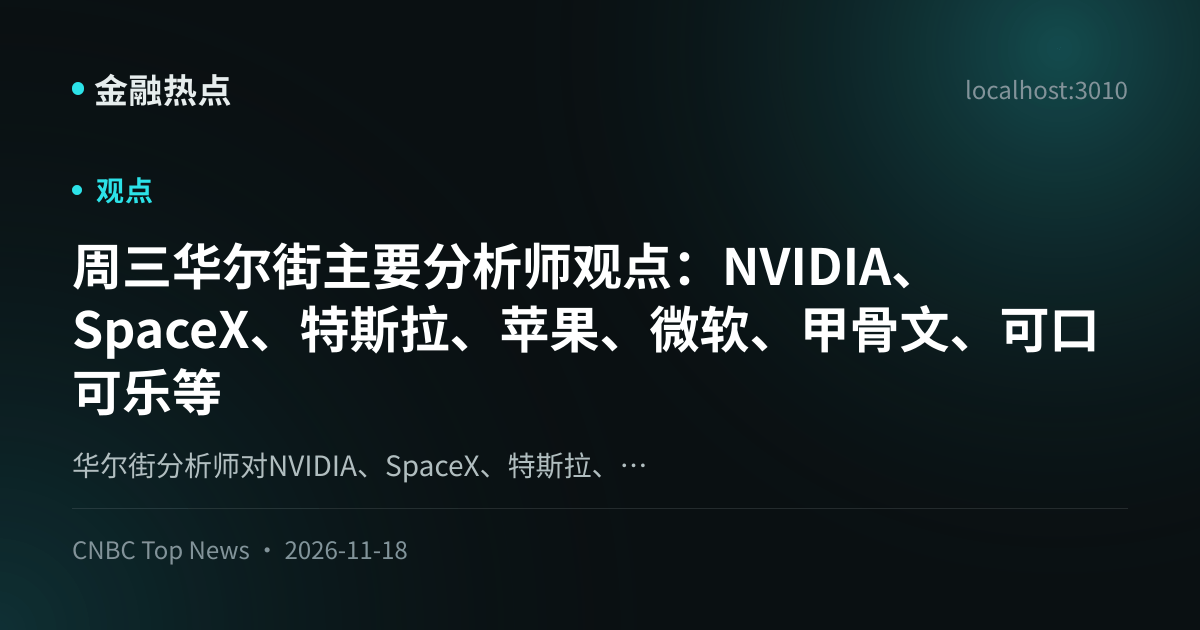 金融热点
localhost:3010
观点
周三华尔街主要分析师观点：NVIDIA、
SpaceX、特斯拉、苹果、微软、甲骨文、可口
可乐等
华尔街分析师对NVIDIA、SpaceX、特斯拉、…
CNBC Top News • 2026-11-18